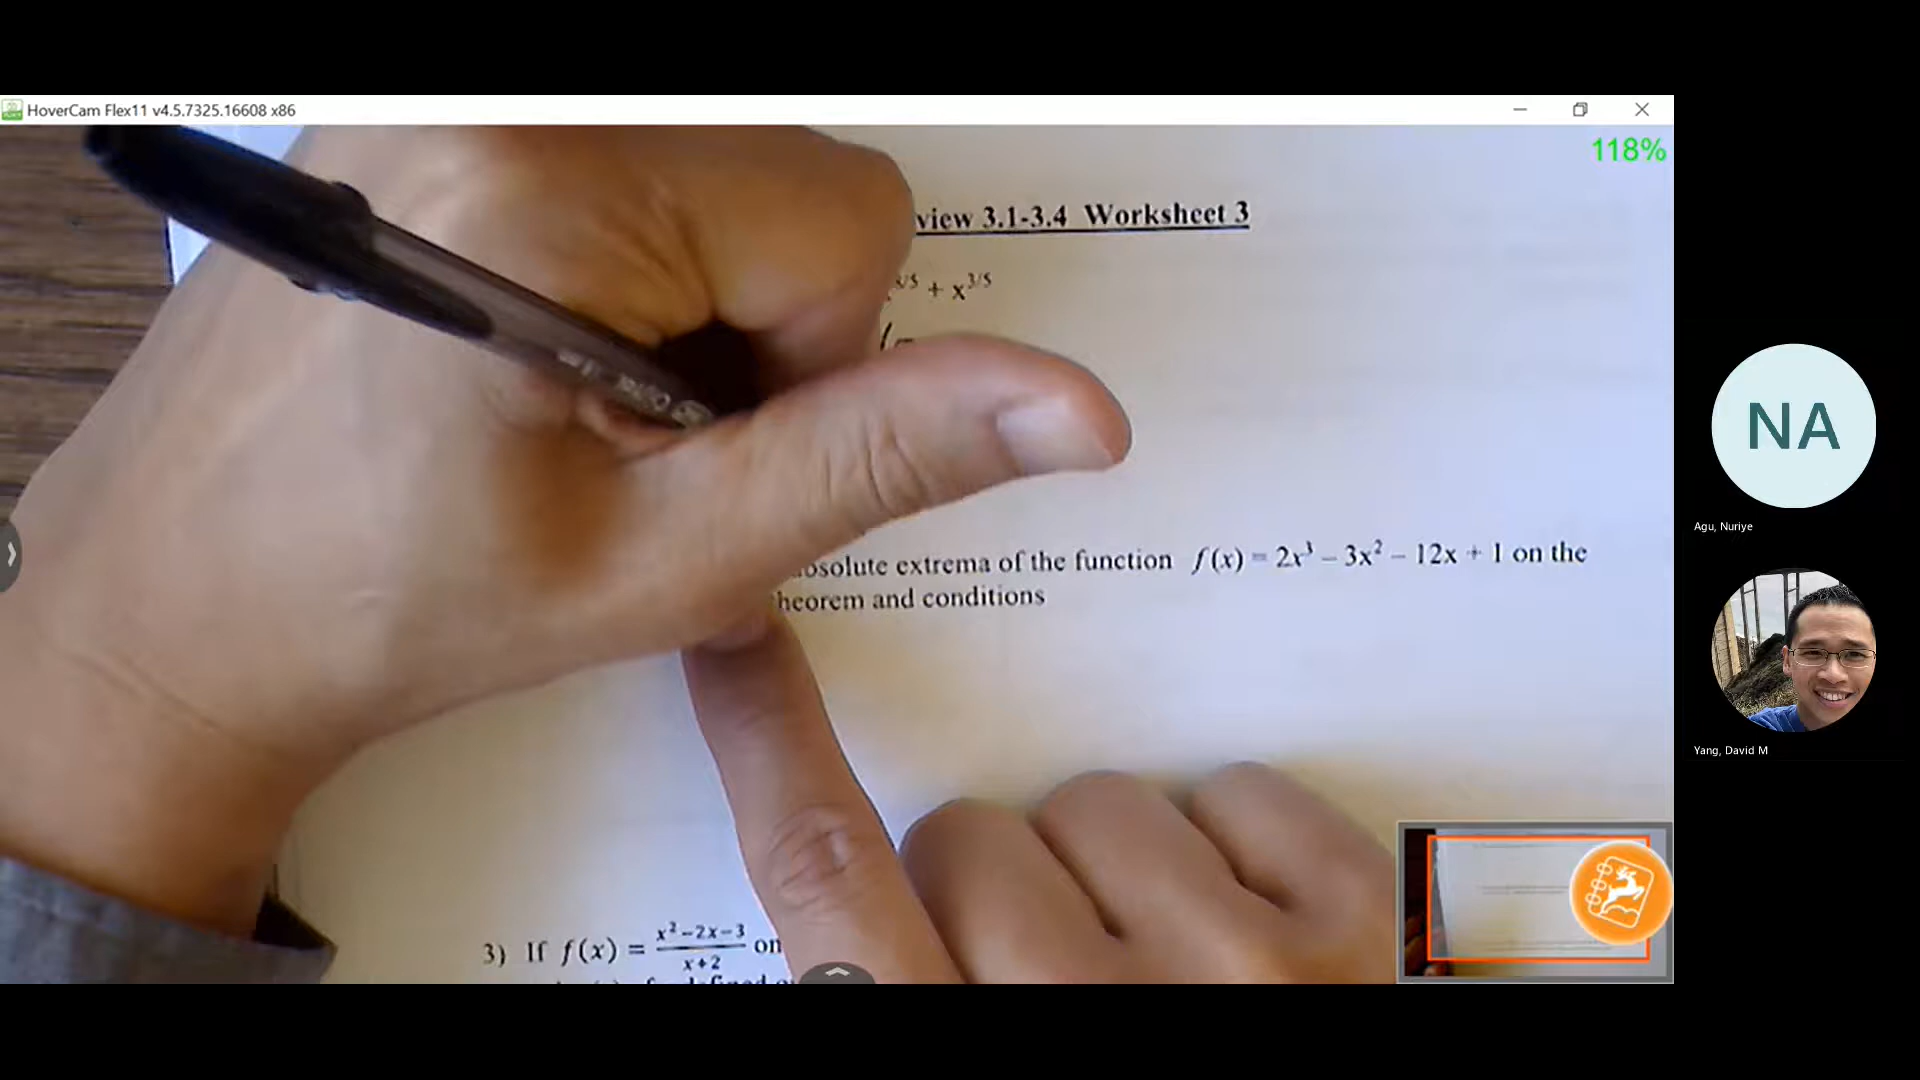 HoverCam Flex11 v4.5.7325.16608 x86
118%
view 3.1-3.4 Worksheet 3
+ x^{3/5}
NA
Agu, Nuriye
absolute extrema of the function f(x) = 2x³ – 3x² – 12x + 1 on the
heorem and conditions
Yang, David M
3) If f(x) = \frac{x²-2x-3}{x+2} on